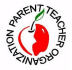 PARENT TEACHER ORGANIZATION